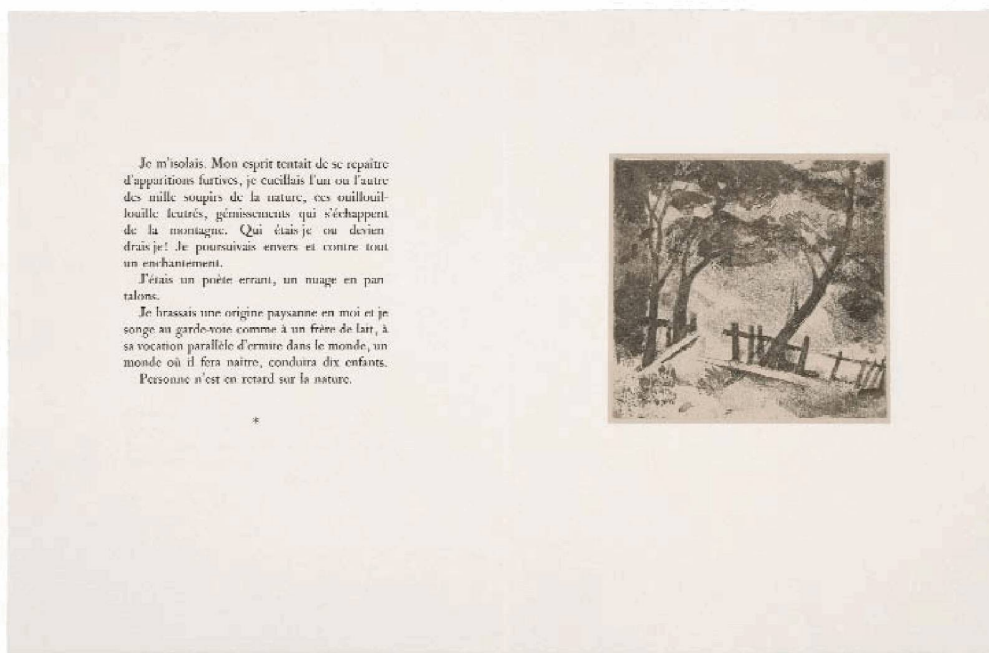 Je m'isolais. Mon esprit tentait de se repaître
d'apparitions furtives, je cueillais l'un ou l'autre
des mille soupirs de la nature, ces ouillouil-
louille feutrés, gémissements qui s'échappent
de la montagne. Qui étais-je ou devien-
drais-je! Je poursuivais envers et contre tout
un enchantement.
J'étais un poète errant, un nuage en pan-
talons.
Je brassais une origine paysanne en moi et je
songe au garde-voie comme à un frère de lait, à
sa vocation parallèle d'ermite dans le monde, un
monde où il fera naître, conduira dix enfants.
Personne n'est en retard sur la nature.
*